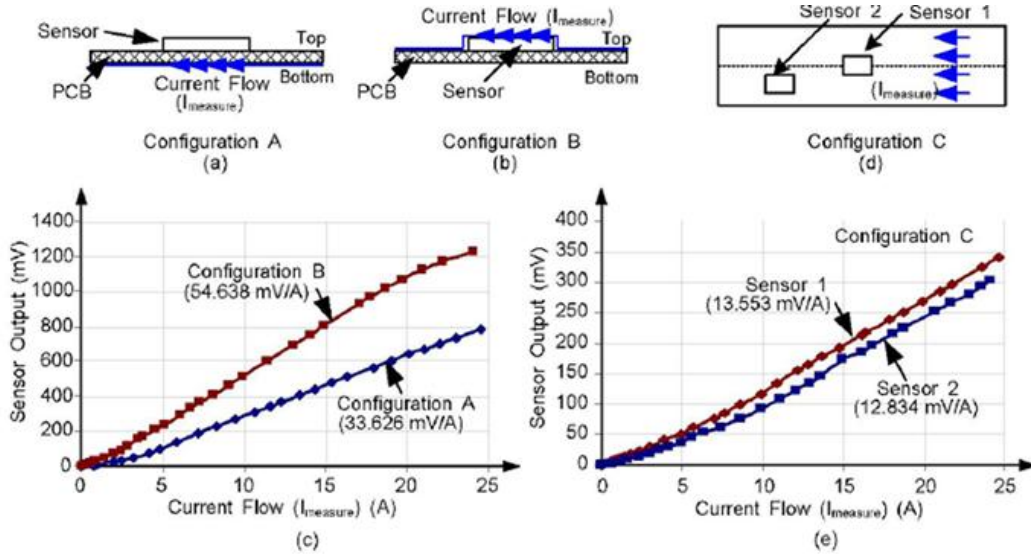 Sensor
Top
PCB
Current Flow
Bottom
(Imeasure)
Configuration A
(a)
Current Flow (Imeasure)
Top
PCB
Sensor
Bottom
Configuration B
(b)
Sensor 2
Sensor 1
(Imeasure)
Configuration C
(d)
Sensor Output (mV)
1400
1200
1000
800
600
400
200
0
Configuration B
(54.638 mV/A)
Configuration A
(33.626 mV/A)
0 5 10 15 20 25
Current Flow (Imeasure) (A)
(c)
Sensor Output (mV)
400
350
300
250
200
150
100
50
0
Configuration C
Sensor 1
(13.553 mV/A)
Sensor 2
(12.834 mV/A)
0 5 10 15 20 25
Current Flow (Imeasure) (A)
(e)